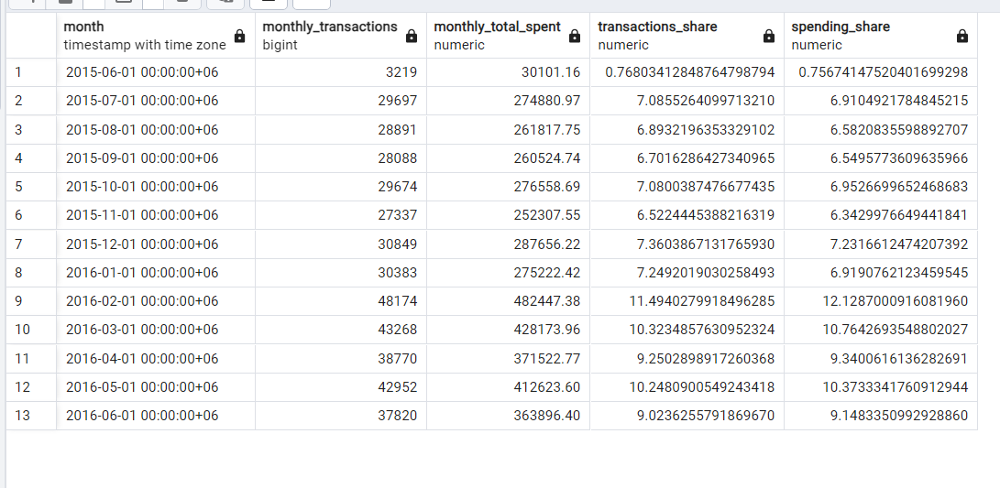 month monthly_transactions monthly_total_spent transactions_share spending_share
timestamp with time zone bigint numeric numeric numeric
1 2015-06-01 00:00:00+06 3219 30101.16 0.76803412848764798794 0.75674147520401699298
2 2015-07-01 00:00:00+06 29697 274880.97 7.0855264099713210 6.9104921784845215
3 2015-08-01 00:00:00+06 28891 261817.75 6.8932196353329102 6.5820835598892707
4 2015-09-01 00:00:00+06 28088 260524.74 6.7016286427340965 6.5495773609635966
5 2015-10-01 00:00:00+06 29674 276558.69 7.0800387476677435 6.9526699652468683
6 2015-11-01 00:00:00+06 27337 252307.55 6.5224445388216319 6.3429976649441841
7 2015-12-01 00:00:00+06 30849 287656.22 7.3603867131765930 7.2316612474207392
8 2016-01-01 00:00:00+06 30383 275222.42 7.2492019030258493 6.9190762123459545
9 2016-02-01 00:00:00+06 48174 482447.38 11.4940279918496285 12.1287000916081960
10 2016-03-01 00:00:00+06 43268 428173.96 10.3234857630952324 10.7642693548802027
11 2016-04-01 00:00:00+06 38770 371522.77 9.2502898917260368 9.3400616136282691
12 2016-05-01 00:00:00+06 42952 412623.60 10.2480900549243418 10.3733341760912944
13 2016-06-01 00:00:00+06 37820 363896.40 9.0236255791869670 9.1483350992928860